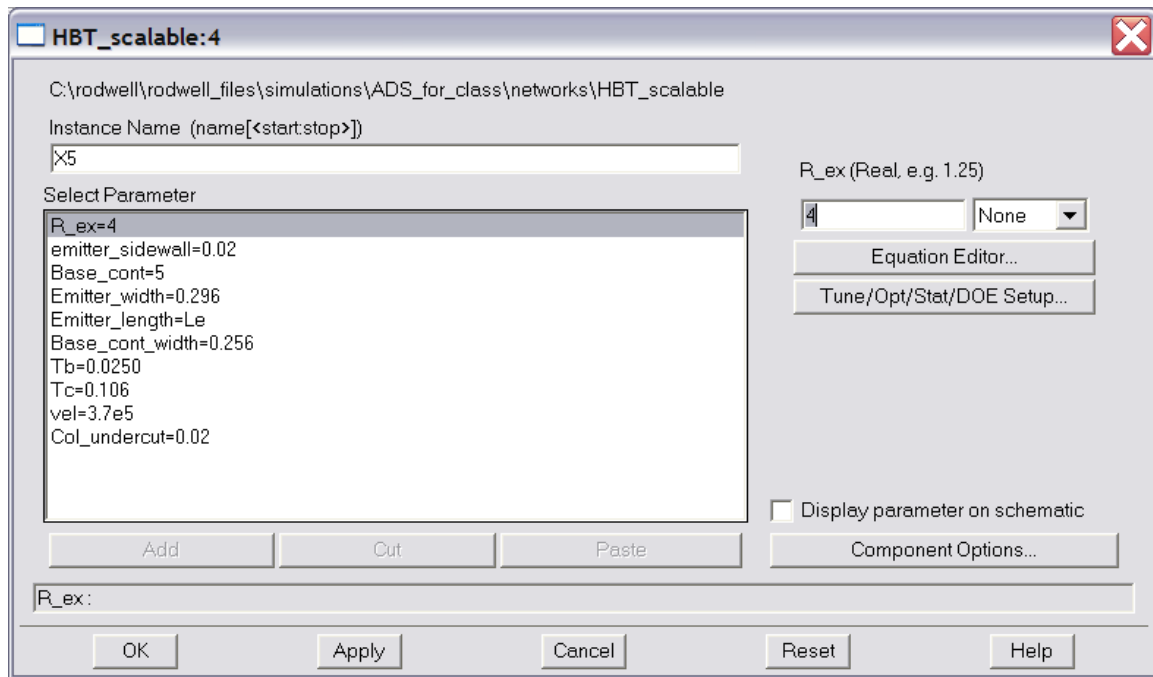 HBT_scalable:4
C:\rodwell\rodwell_files\simulations\ADS_for_class\networks\HBT_scalable
Instance Name (name[<start:stop>])
X5
Select Parameter
R_ex=4
emitter_sidewall=0.02
Base_cont=5
Emitter_width=0.296
Emitter_length=Le
Base_cont_width=0.256
Tb=0.0250
Tc=0.106
vel=3.7e5
Col_undercut=0.02
R_ex (Real, e.g. 1.25)
4 None
Equation Editor...
Tune/Opt/Stat/DOE Setup...
Display parameter on schematic
Add Cut Paste Component Options...
R_ex:
OK Apply Cancel Reset Help